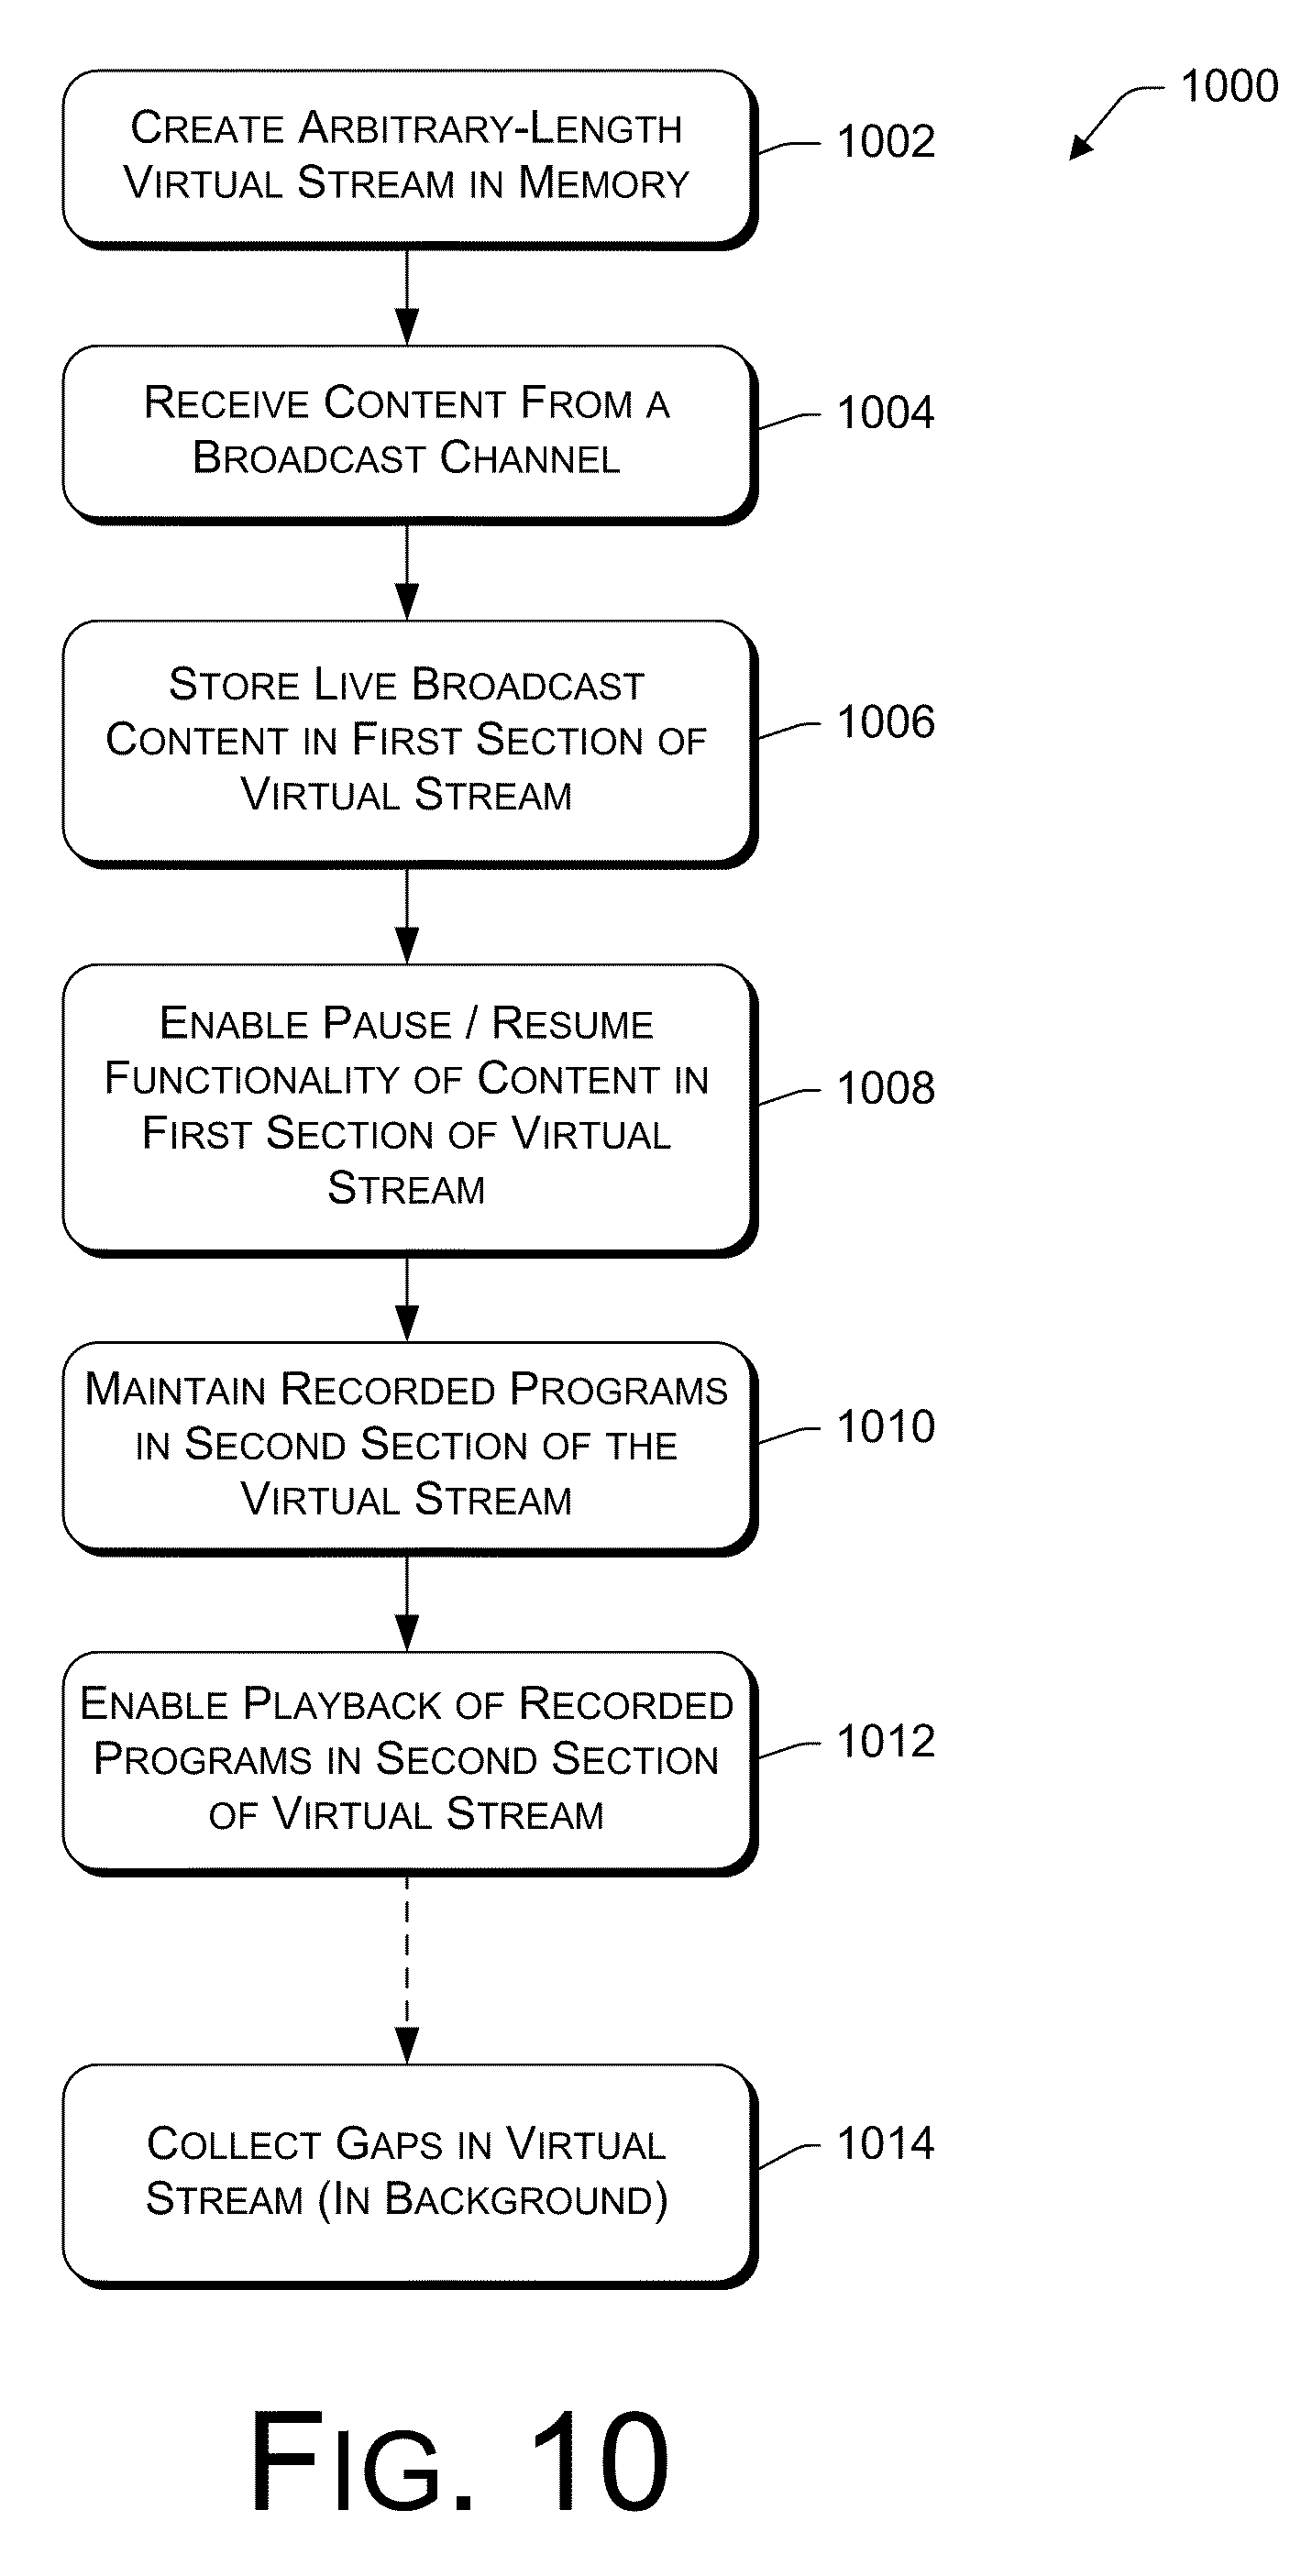 1000
CREATE ARBITRARY-LENGTH
VIRTUAL STREAM IN MEMORY
1002
RECEIVE CONTENT FROM A
BROADCAST CHANNEL
1004
STORE LIVE BROADCAST
CONTENT IN FIRST SECTION OF
VIRTUAL STREAM
1006
ENABLE PAUSE / RESUME
FUNCTIONALITY OF CONTENT IN
FIRST SECTION OF VIRTUAL
STREAM
1008
MAINTAIN RECORDED PROGRAMS
IN SECOND SECTION OF THE
VIRTUAL STREAM
1010
ENABLE PLAYBACK OF RECORDED
PROGRAMS IN SECOND SECTION
OF VIRTUAL STREAM
1012
COLLECT GAPS IN VIRTUAL
STREAM (IN BACKGROUND)
1014
FIG. 10